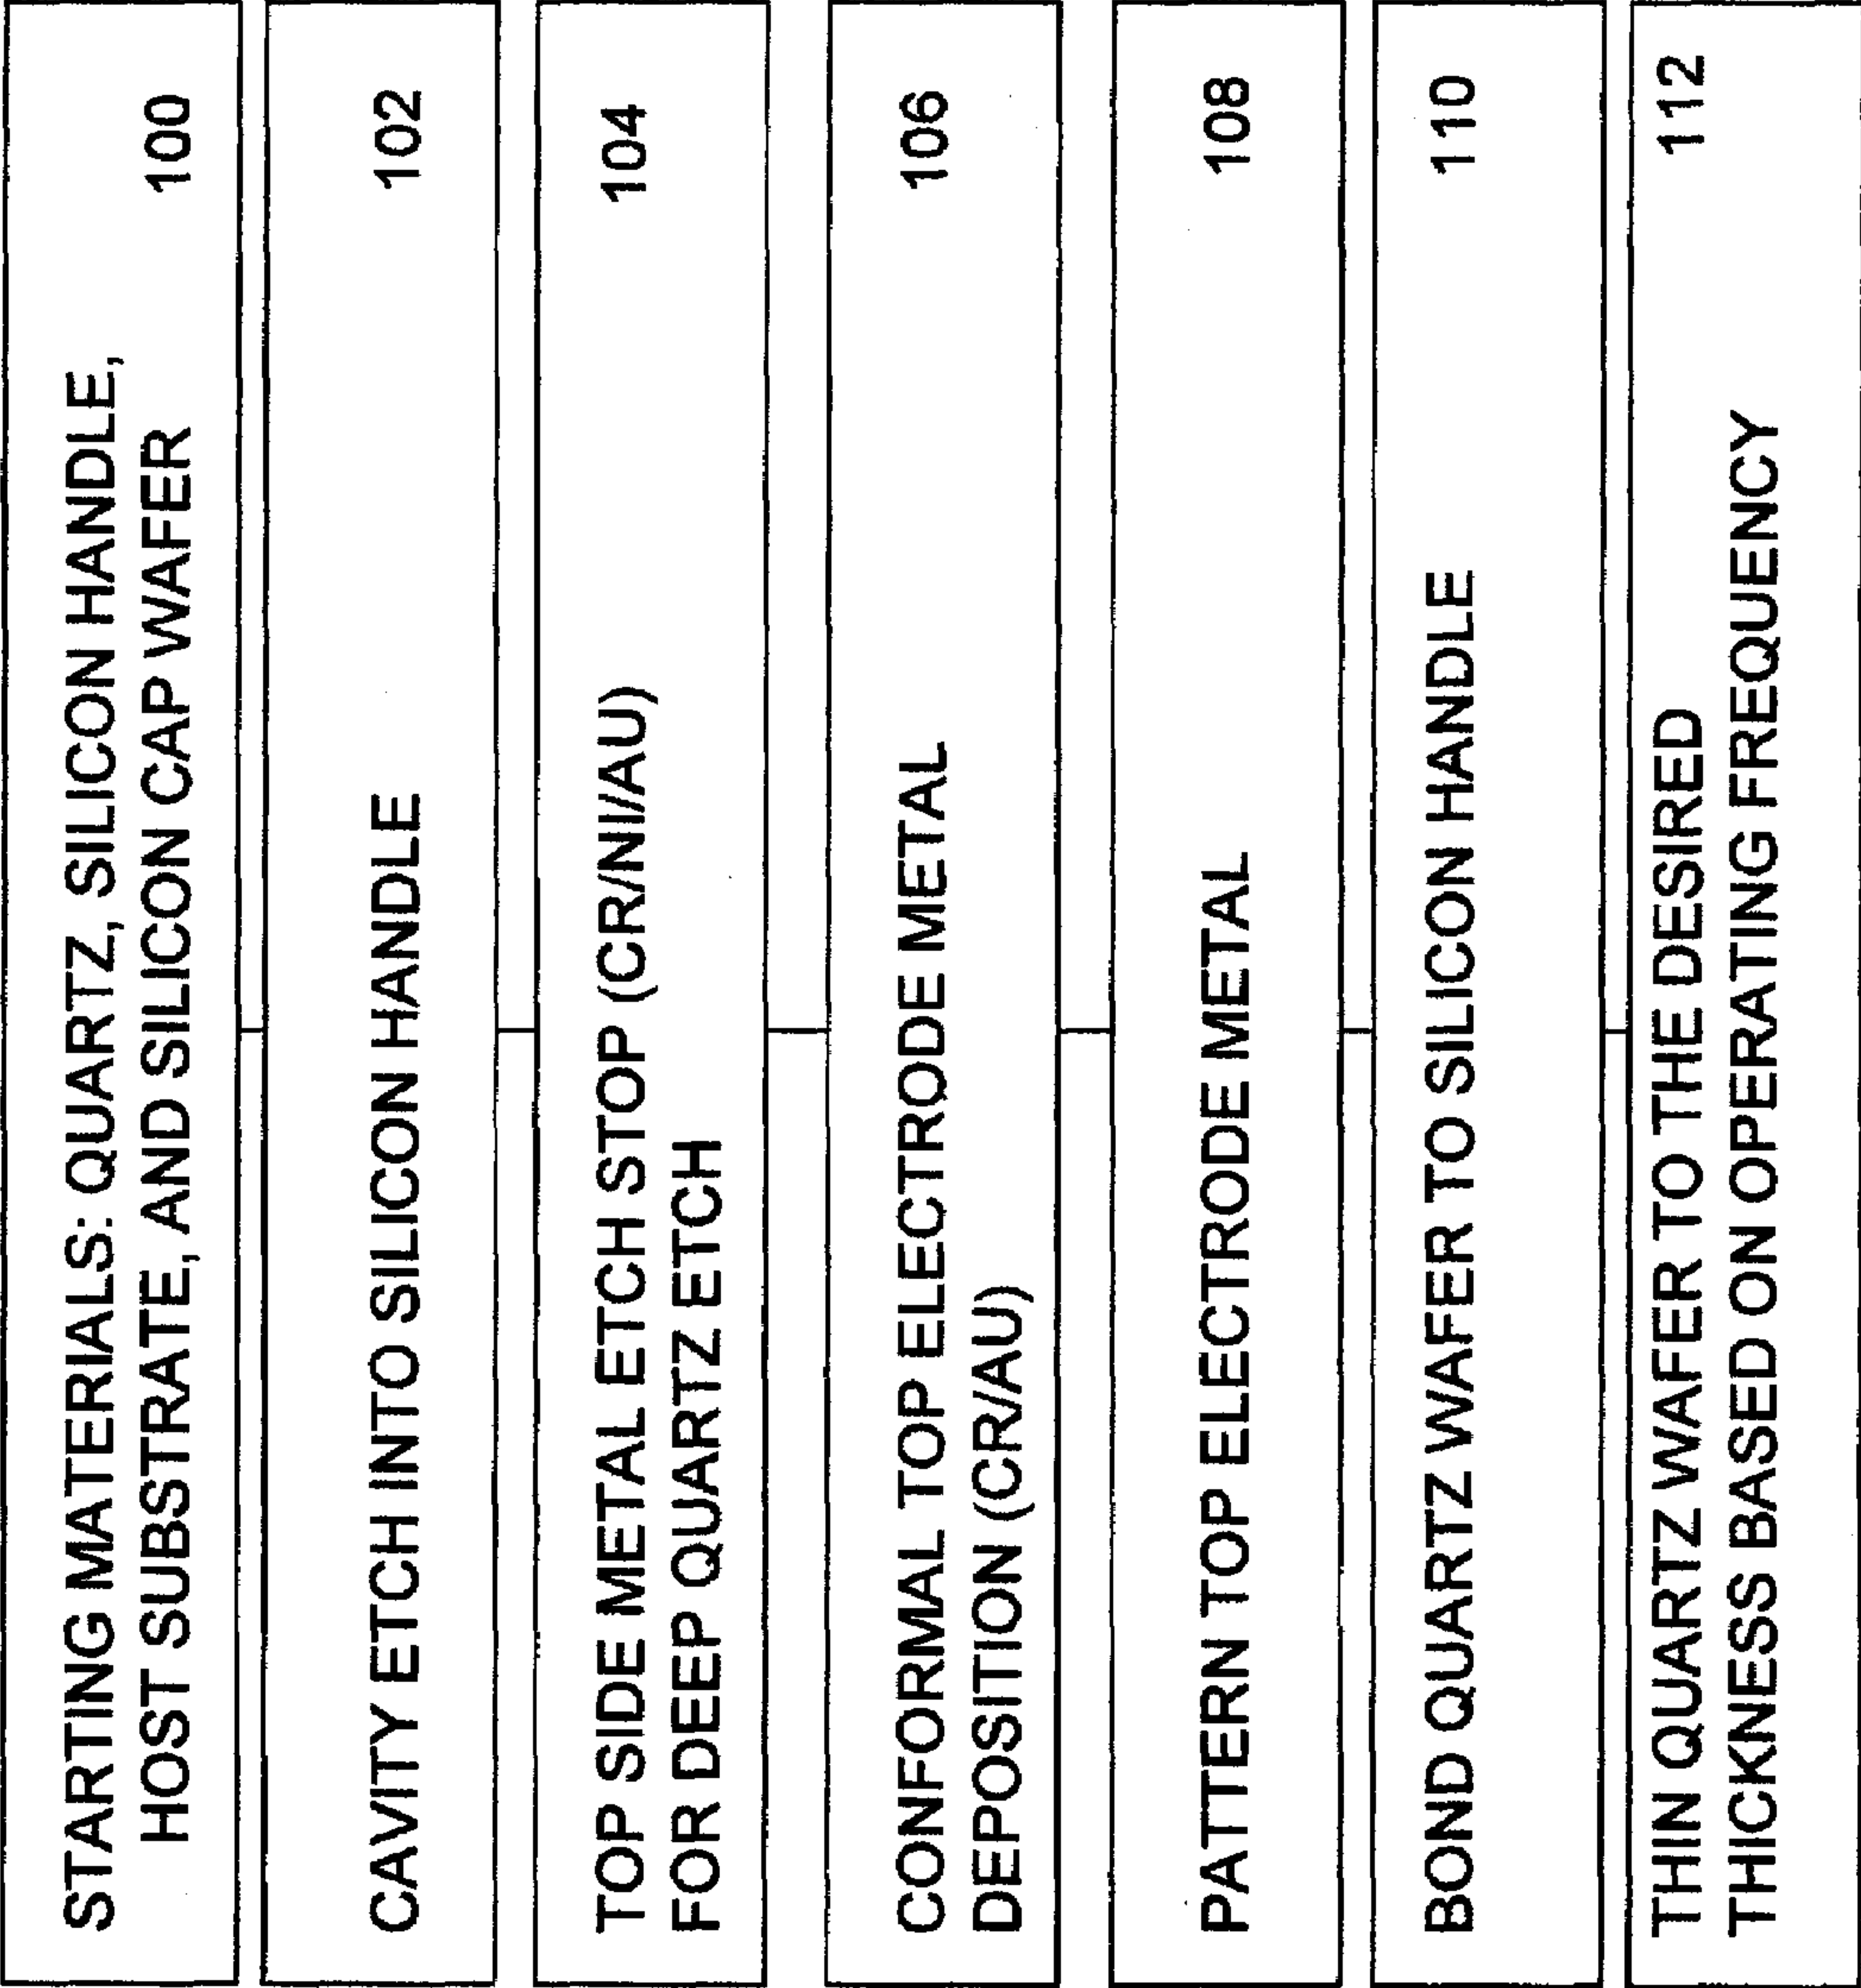 STARTING MATERIALS: QUARTZ, SILICON HANDLE,
HOST SUBSTRATE, AND SILICON CAP WAFER 100
CAVITY ETCH INTO SILICON HANDLE 102
TOP SIDE METAL ETCH STOP (CR/NI/AU) 104
FOR DEEP QUARTZ ETCH
CONFORMAL TOP ELECTRODE METAL 106
DEPOSITION (CR/AU)
PATTERN TOP ELECTRODE METAL 108
BOND QUARTZ WAFER TO SILICON HANDLE 110
THIN QUARTZ WAFER TO THE DESIRED 112
THICKNESS BASED ON OPERATING FREQUENCY